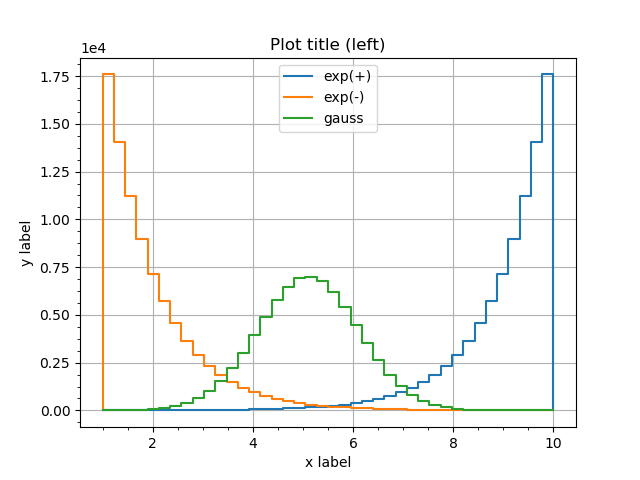 Plot title (left)
1e4
exp(+)
exp(-)
gauss
1.75
1.50
1.25
1.00
0.75
0.50
0.25
0.00
y label
2
4
6
8
10
x label